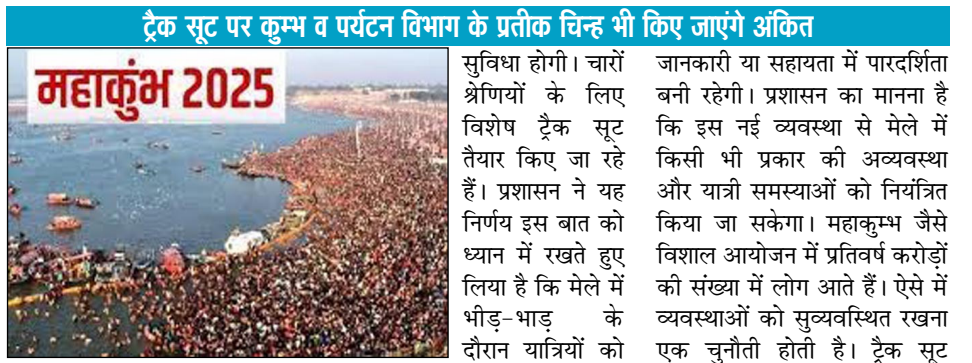 ट्रैक सूट पर कुम्भ व पर्यटन विभाग के प्रतीक चिन्ह भी किए जाएंगे अंकित
महाकुंभ 2025
सुविधा होगी। चारों
श्रेणियों के लिए
विशेष ट्रैक सूट
तैयार किए जा रहे
हैं। प्रशासन ने यह
निर्णय इस बात को
ध्यान में रखते हुए
लिया है कि मेले में
भीड़-भाड़ के
दौरान यात्रियों को
जानकारी या सहायता में पारदर्शिता
बनी रहेगी। प्रशासन का मानना है
कि इस नई व्यवस्था से मेले में
किसी भी प्रकार की अव्यवस्था
और यात्री समस्याओं को नियंत्रित
किया जा सकेगा। महाकुम्भ जैसे
विशाल आयोजन में प्रतिवर्ष करोड़ों
की संख्या में लोग आते हैं। ऐसे में
व्यवस्थाओं को सुव्यवस्थित रखना
एक चुनौती होती है। ट्रैक सूट